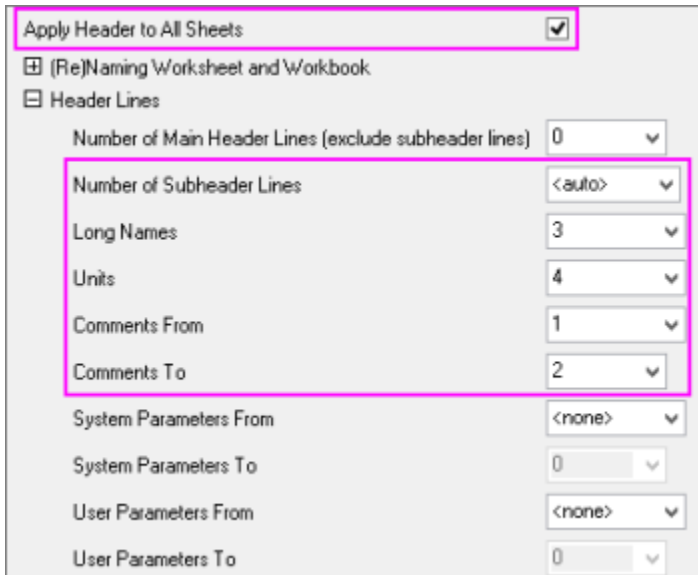 Apply Header to All Sheets
(Re)Naming Worksheet and Workbook
Header Lines
Number of Main Header Lines (exclude subheader lines) 0
Number of Subheader Lines <auto>
Long Names 3
Units 4
Comments From 1
Comments To 2
System Parameters From <none>
System Parameters To 0
User Parameters From <none>
User Parameters To 0